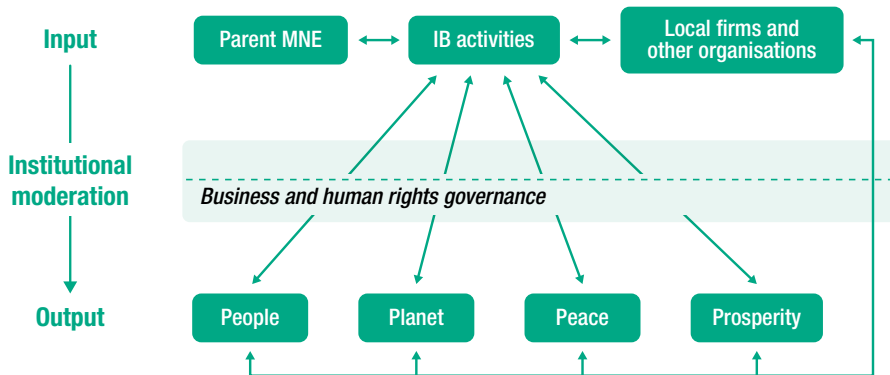 Input
Parent MNE
IB activities
Local firms and
other organisations
Institutional
moderation
Business and human rights governance
Output
People
Planet
Peace
Prosperity